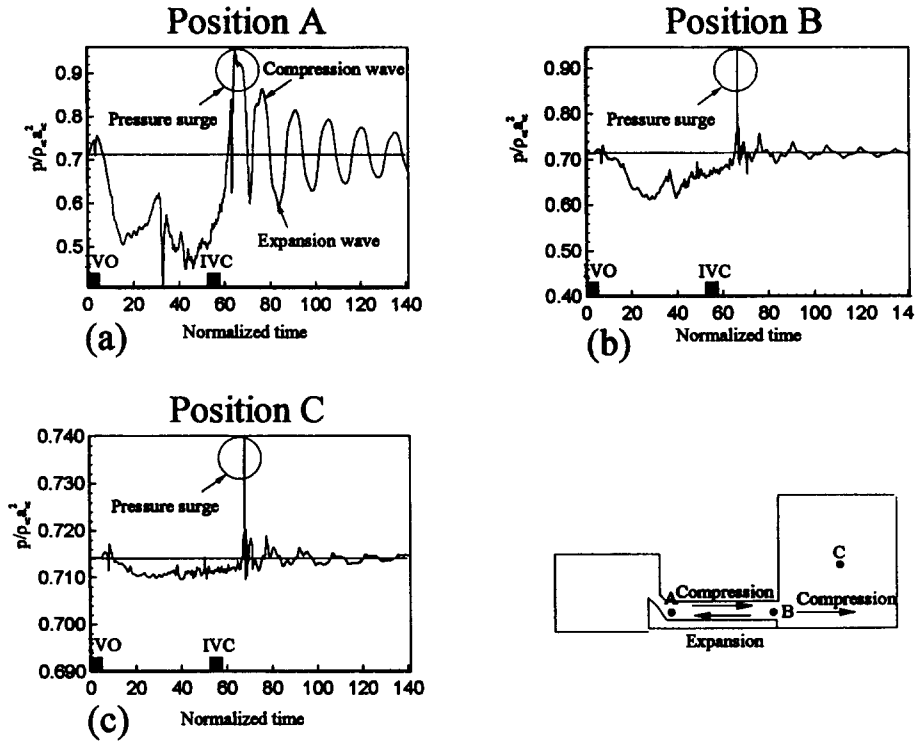 Position A
Position B
p/ρ_ic a_ic^2
0.9
0.8
0.7
0.6
0.5
Compression wave
Pressure surge
Expansion wave
IVO
IVC
0 20 40 60 80 100 120 140
Normalized time
(a)
0.90
0.80
0.70
0.60
0.50
0.40
Pressure surge
IVO
IVC
0 20 40 60 80 100 120 14
Normalized time
(b)
Position C
0.740
0.730
0.720
0.710
0.700
0.690
Pressure surge
IVO
IVC
0 20 40 60 80 100 120 140
Normalized time
(c)
C
A
Compression
B
Compression
Expansion